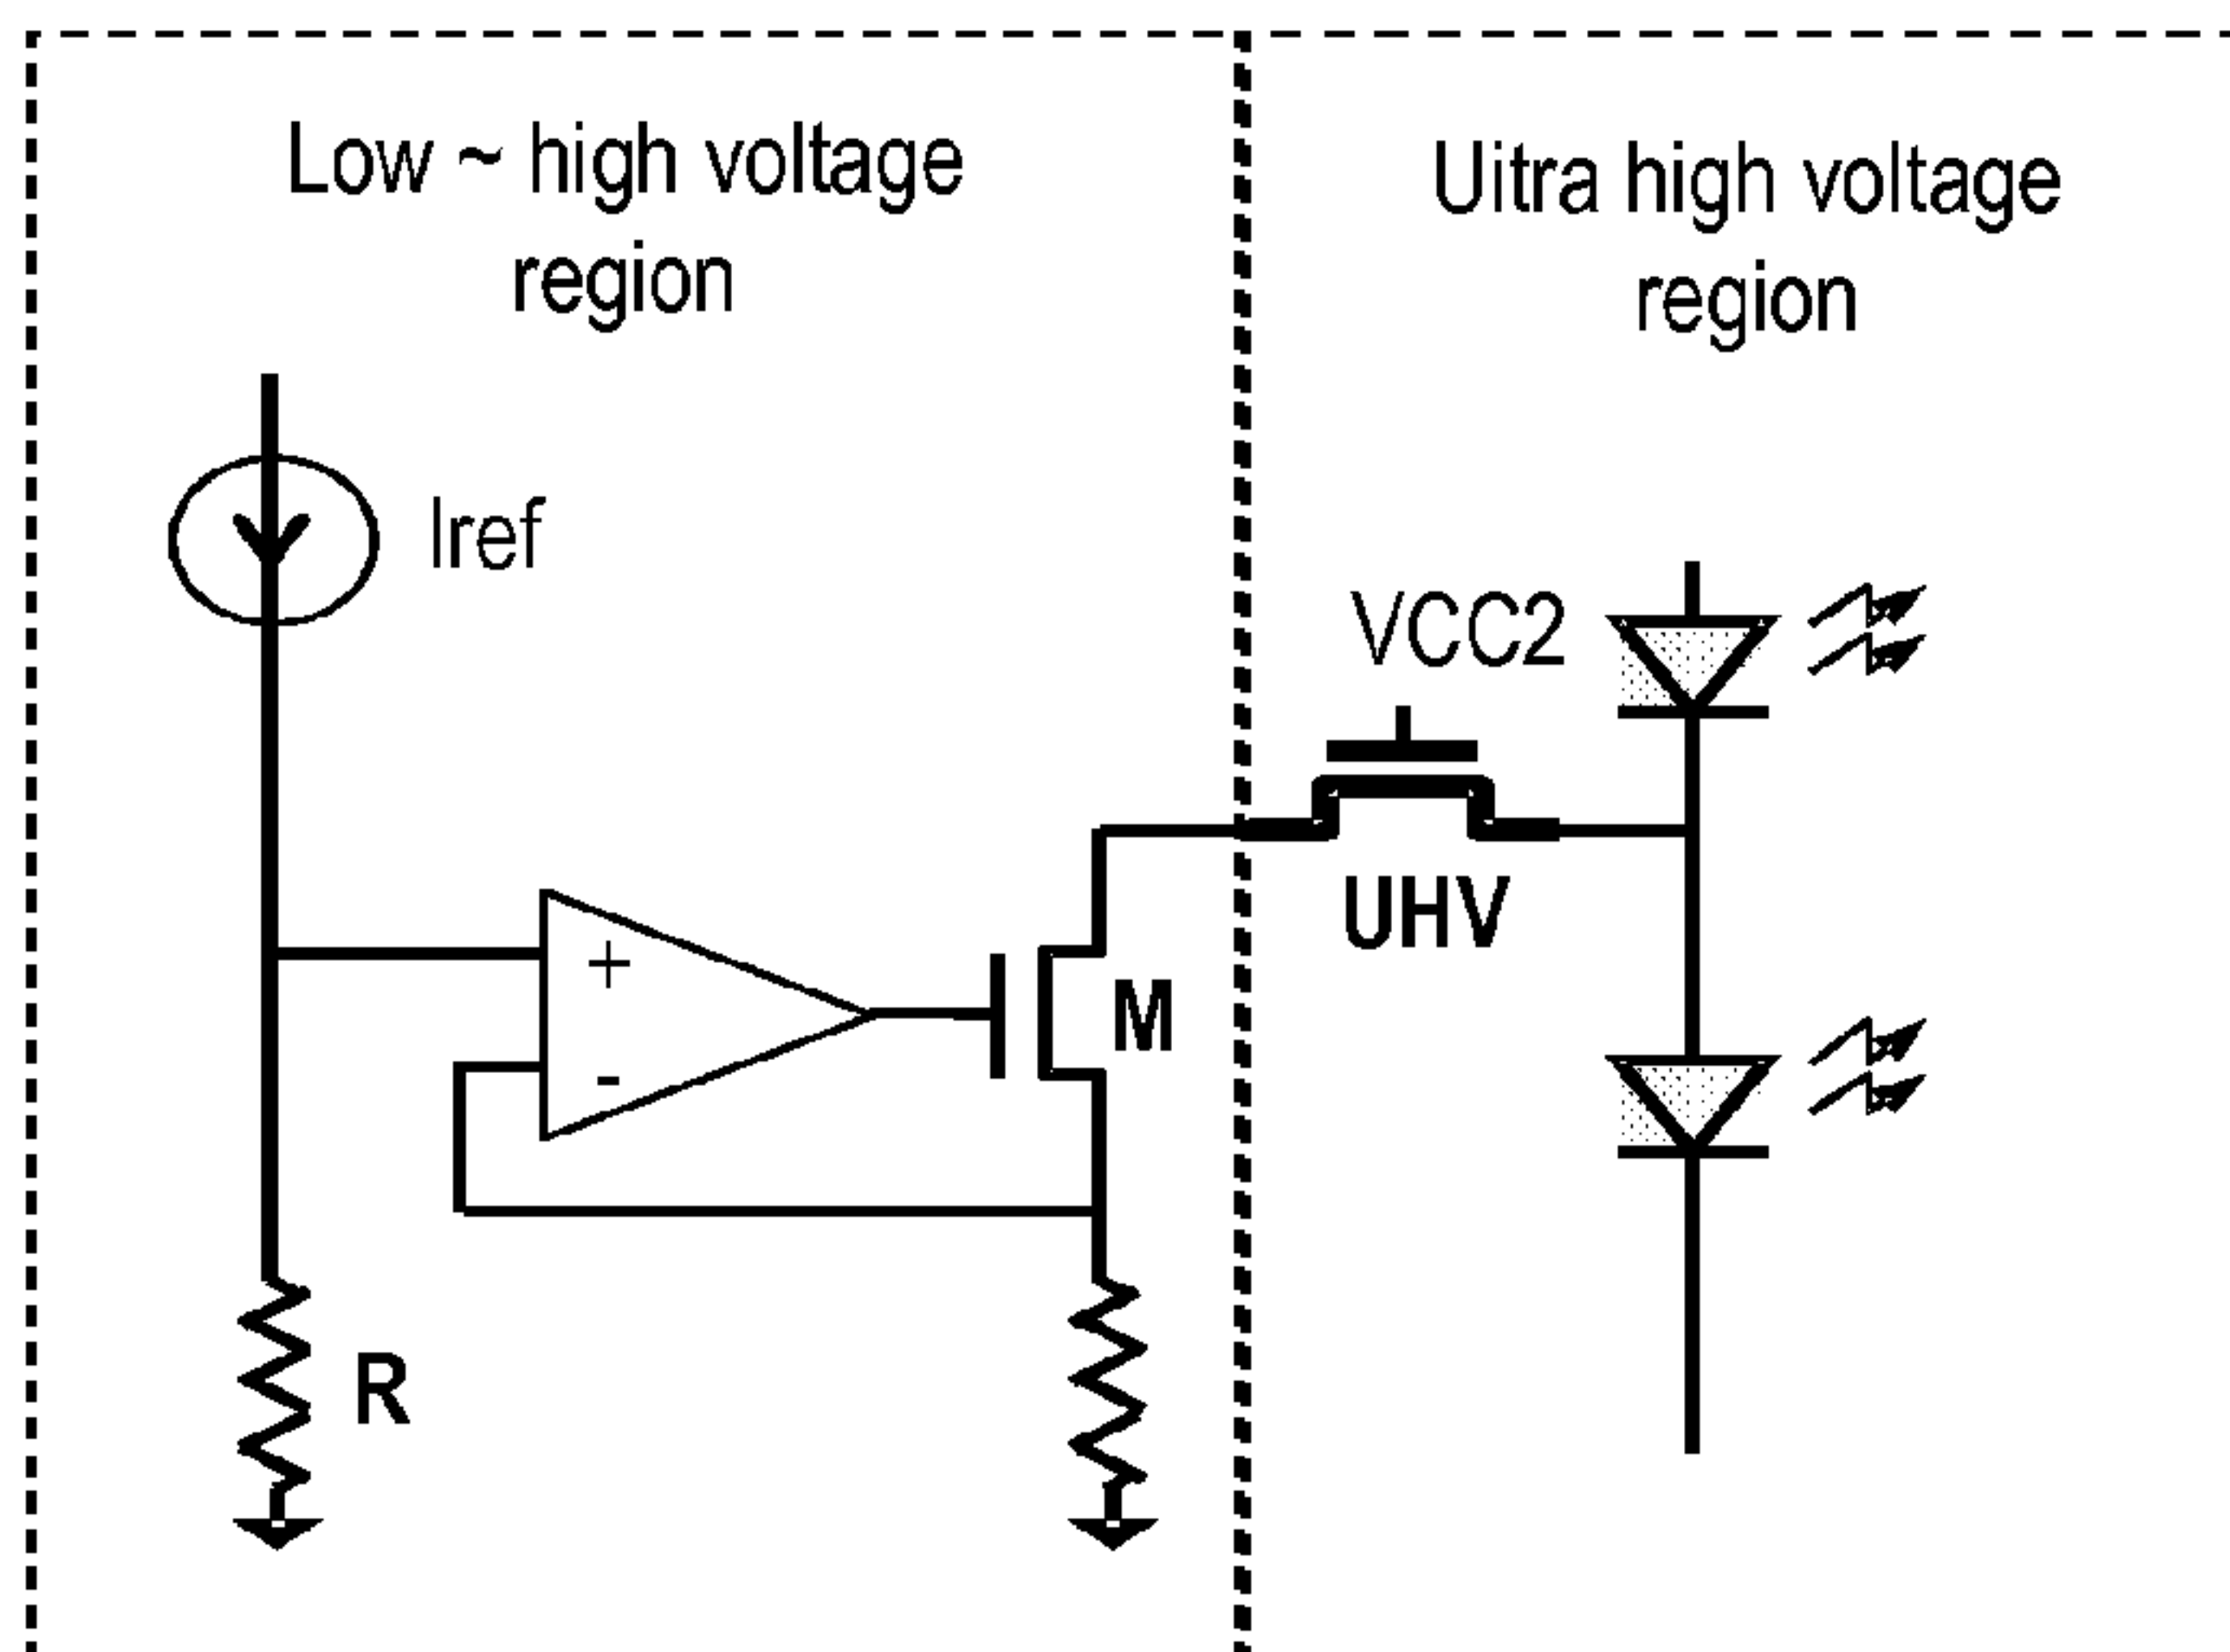 Low ~ high voltage
region
Uitra high voltage
region
Iref
VCC2
UHV
+
M
-
R